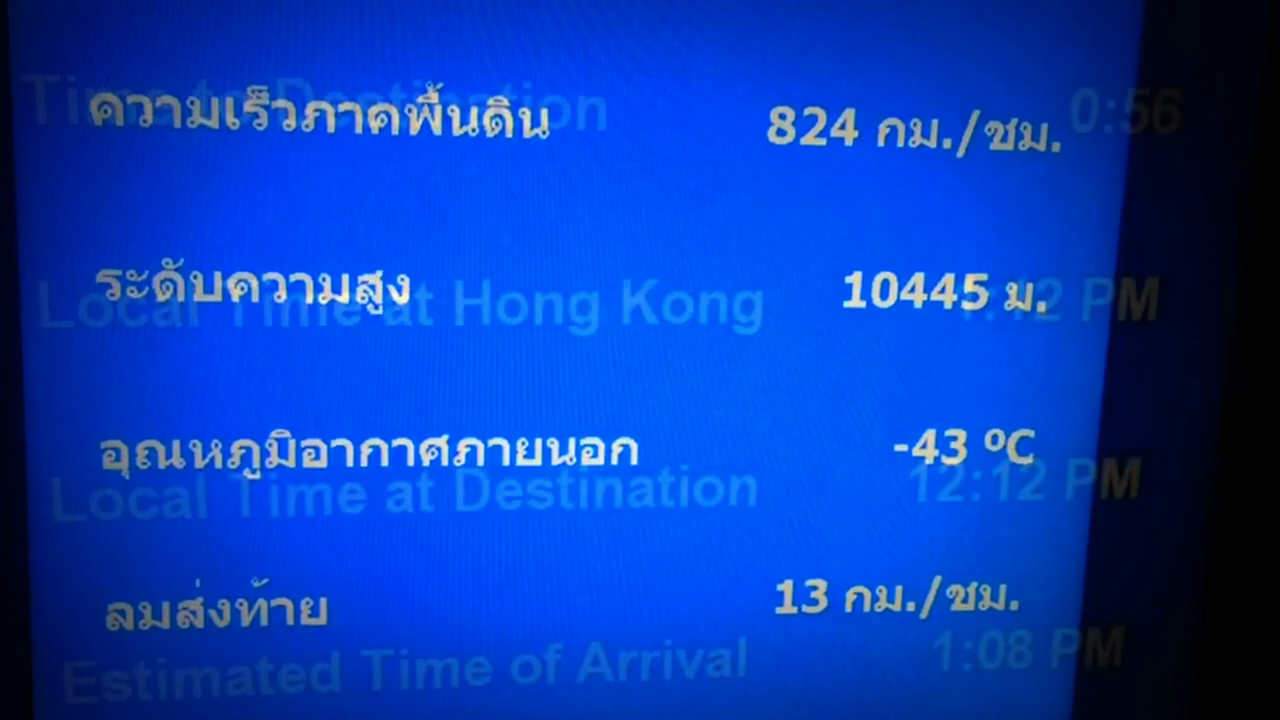 Time to Destination 0:56
ความเร็วภาคพื้นดิน 824 กม./ชม.
ระดับความสูง 10445 ม.
Local Time at Hong Kong 1:12 PM
อุณหภูมิอากาศภายนอก -43 ºC
Local Time at Destination 12:12 PM
ลมส่งท้าย 13 กม./ชม.
Estimated Time of Arrival 1:08 PM